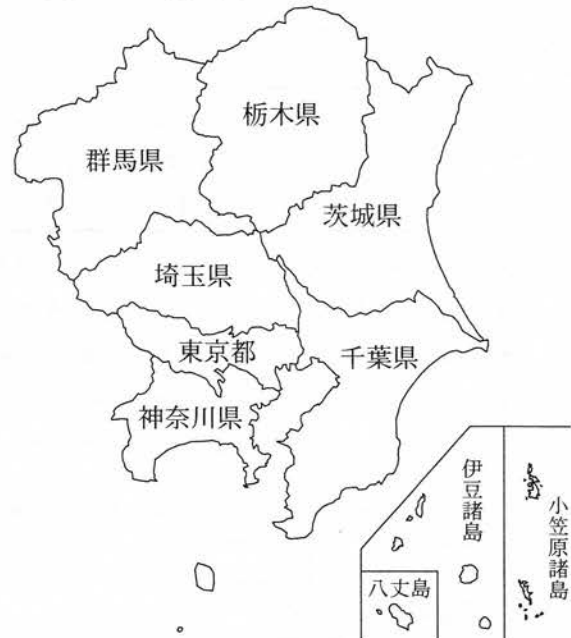 栃木県
群馬県
茨城県
埼玉県
東京都
千葉県
神奈川県
伊豆諸島
小笠原諸島
八丈島